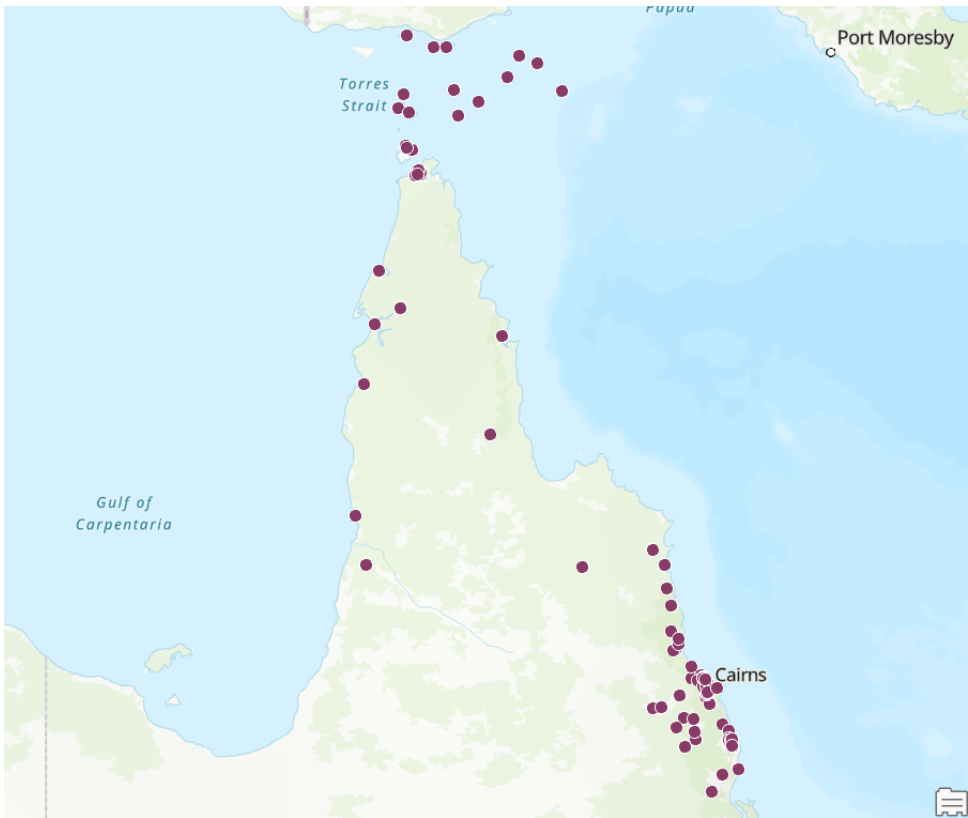 Papua
Port Moresby
Torres
Strait
Gulf of
Carpentaria
Cairns